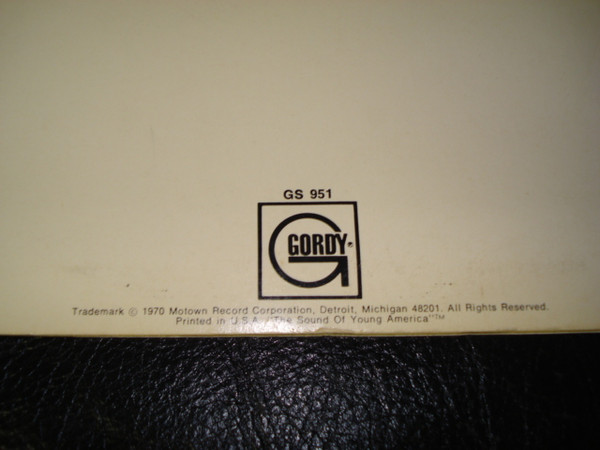 GS 951
GORDY
Trademark © 1970 Motown Record Corporation, Detroit, Michigan 48201. All Rights Reserved.
Printed in U.S.A. "The Sound Of Young America"™